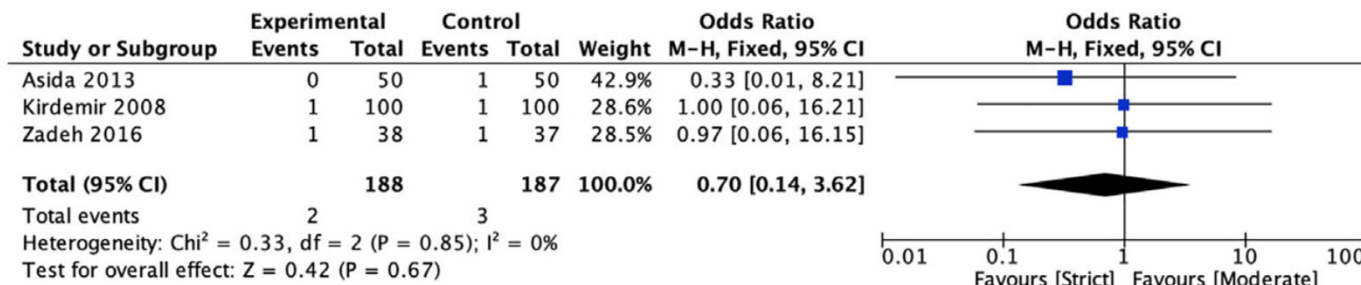 Experimental Control Odds Ratio Odds Ratio
Study or Subgroup Events Total Events Total Weight M-H, Fixed, 95% CI M-H, Fixed, 95% CI
Asida 2013 0 50 1 50 42.9% 0.33 [0.01, 8.21]
Kirdemir 2008 1 100 1 100 28.6% 1.00 [0.06, 16.21]
Zadeh 2016 1 38 1 37 28.5% 0.97 [0.06, 16.15]
Total (95% CI) 188 187 100.0% 0.70 [0.14, 3.62]
Total events 2 3
Heterogeneity: Chi² = 0.33, df = 2 (P = 0.85); I² = 0%
Test for overall effect: Z = 0.42 (P = 0.67)
0.01 0.1 1 10 100
Favours [Strict] Favours [Moderate]